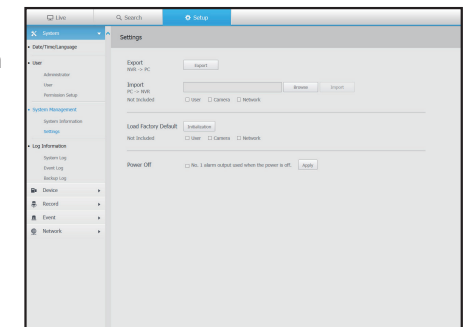 Live
Search
Setup
System
Date/Time/Language
User
Administrator
User
Permission Setup
System Management
System Information
Settings
Log Information
System Log
Event Log
Backup Log
Device
Record
Event
Network
Settings
Export
NVR -> PC
Export
Import
PC -> NVR
Browse
Import
Not Included
User
Camera
Network
Load Factory Default
Initialization
Not Included
User
Camera
Network
Power Off
No. 1 alarm output used when the power is off.
Apply